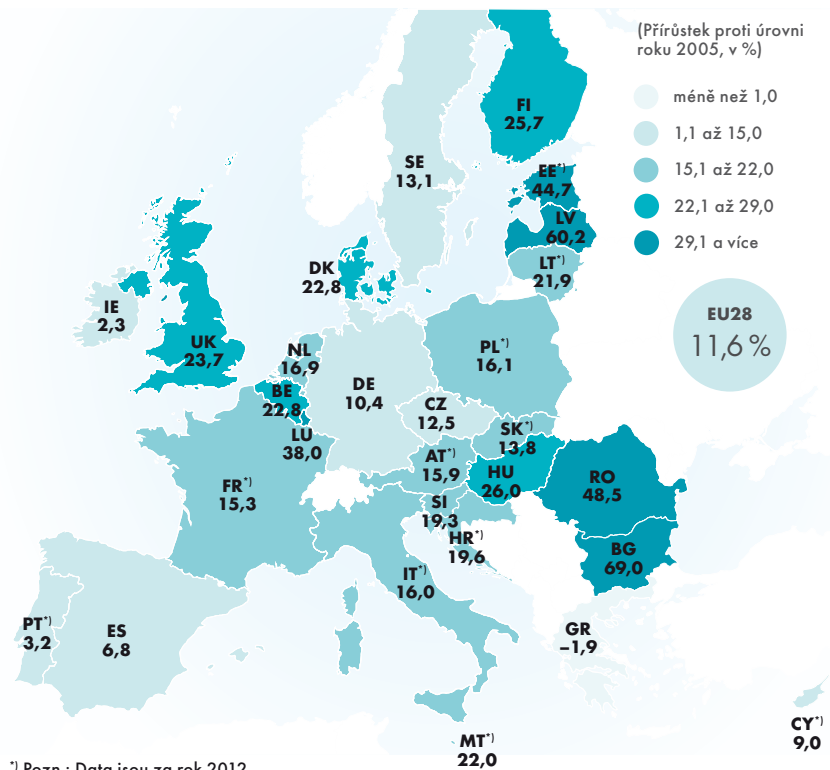 (Přírůstek proti úrovni
roku 2005, v %)
méně než 1,0
1,1 až 15,0
15,1 až 22,0
22,1 až 29,0
29,1 a více
EU28
11,6 %
FI
25,7
SE
13,1
EE*)
44,7
LV
60,2
LT*)
21,9
DK
22,8
IE
2,3
UK
23,7
NL
16,9
PL*)
16,1
BE
22,8
DE
10,4
CZ
12,5
LU
38,0
SK*)
13,8
AT*)
15,9
HU
26,0
RO
48,5
FR*)
15,3
SI
19,3
HR*)
19,6
BG
69,0
IT*)
16,0
PT*)
3,2
ES
6,8
GR
–1,9
CY*)
9,0
MT*)
22,0
*) Pozn.: Data jsou za rok 2012